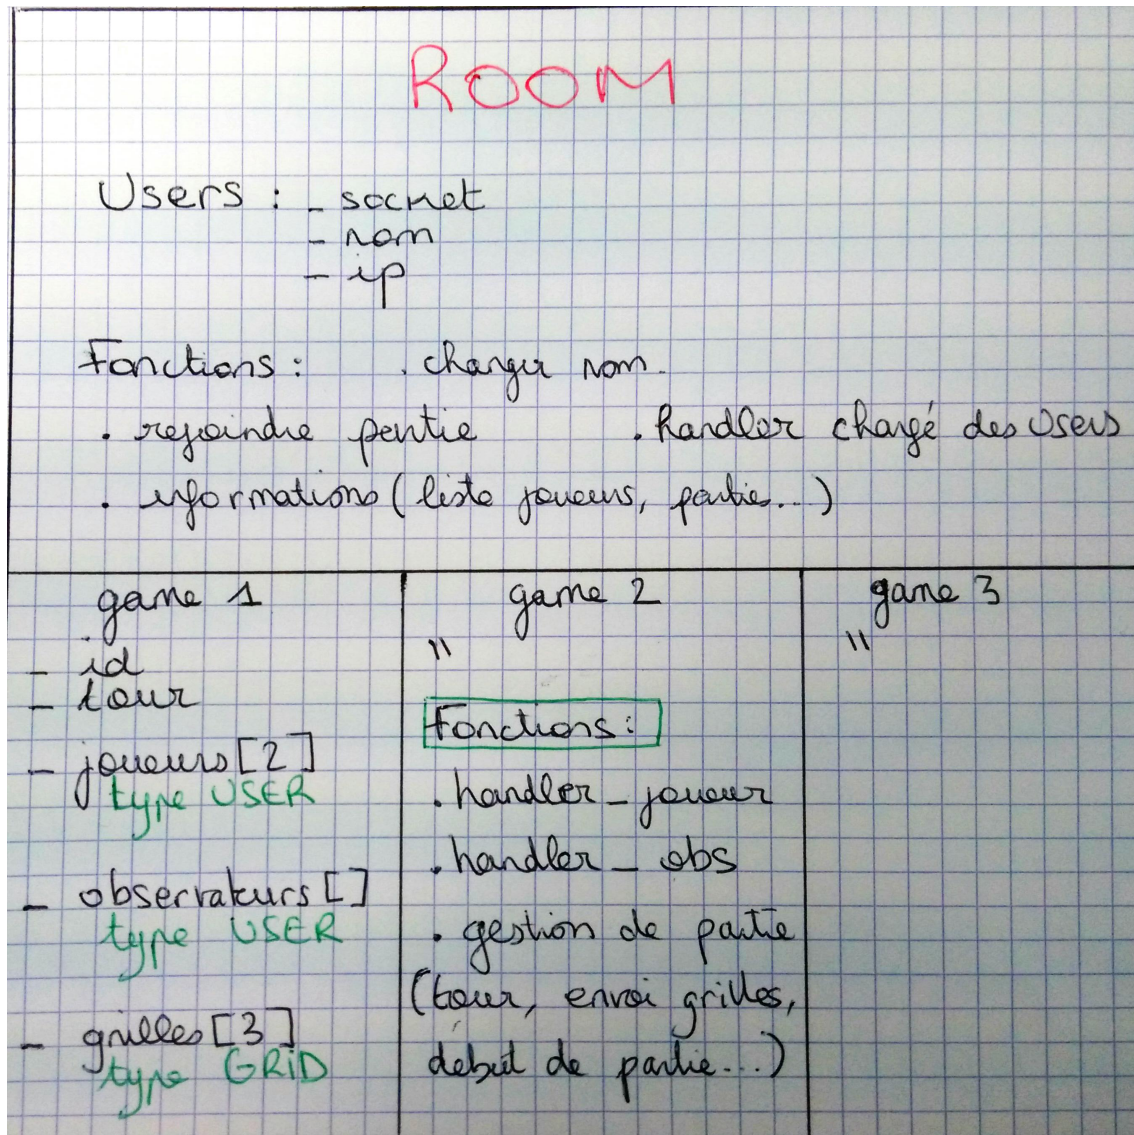 ROOM
Users : - socket
- nom
- ip
Fonctions : . changer nom.
. rejoindre partie . handler chargé des Users
. informations (liste joueurs, parties...)
game 1
- id
- tour
- joueurs [2]
type USER
- observateurs []
type USER
- grilles [3]
type GRID
game 2
"
Fonctions :
. handler_joueur
. handler_obs
. gestion de partie
(tour, envoi grilles,
début de partie...)
game 3
"